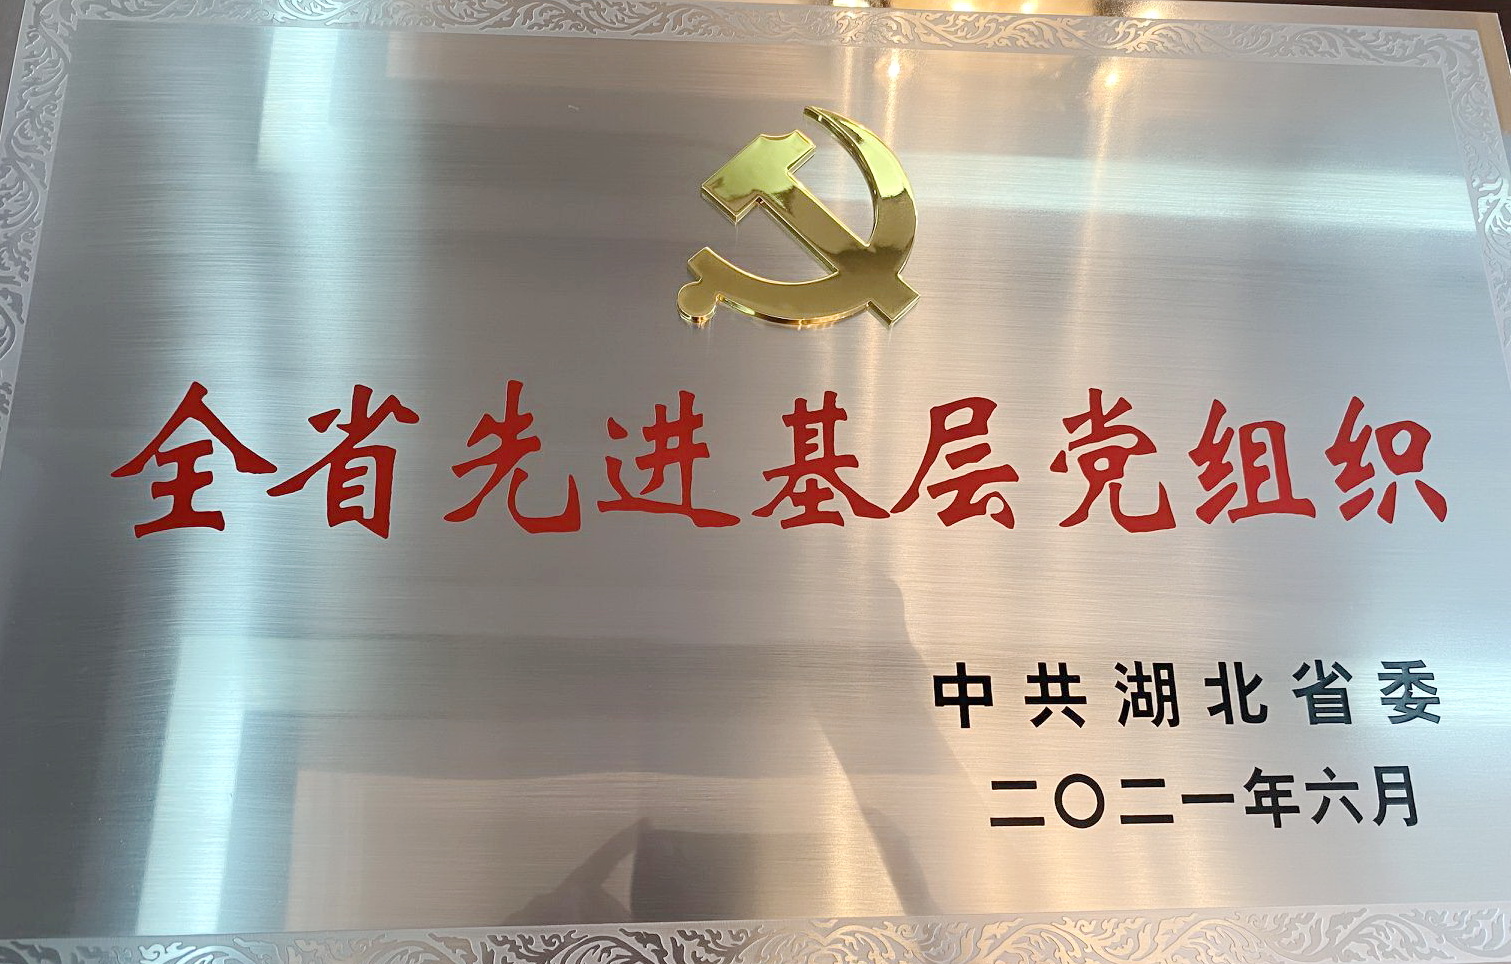 全省先进基层党组织
中共湖北省委
二〇二一年六月